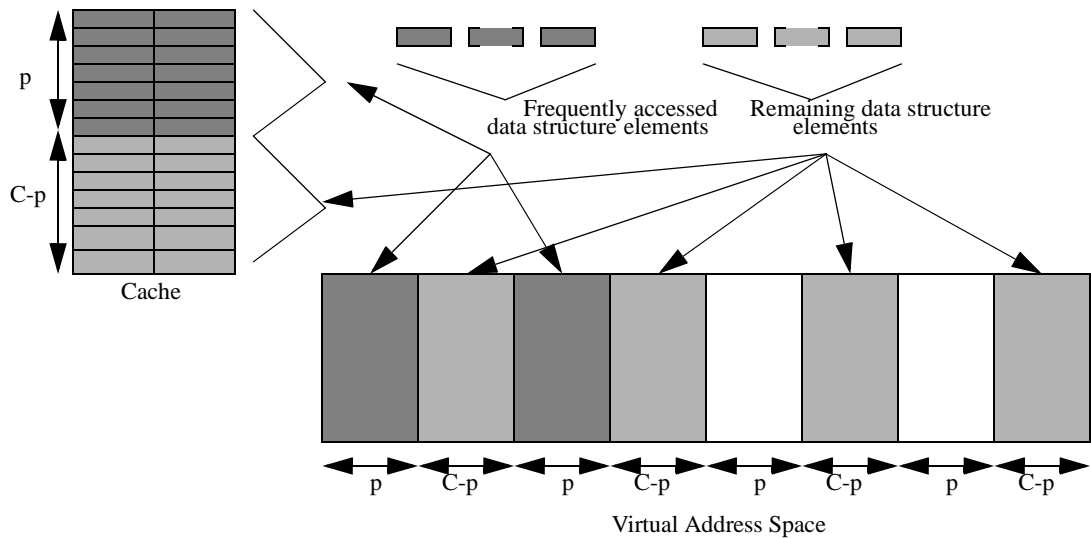 p
C-p
Cache
Frequently accessed
data structure elements
Remaining data structure
elements
p
C-p
p
C-p
p
C-p
p
C-p
Virtual Address Space